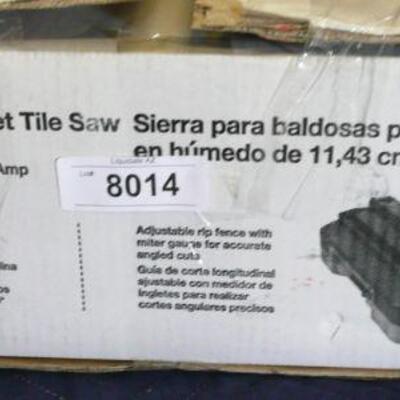 et Tile Saw Sierra para baldosas p
en húmedo de 11,43 cm
Amp
Liquidate AZ
Lot#
8014
Adjustable rip fence with
miter gauge for accurate
angled cuts
Guía de corte longitudinal
ajustable con medidor de
ingletes para realizar
cortes angulares precisos
lina
os
r